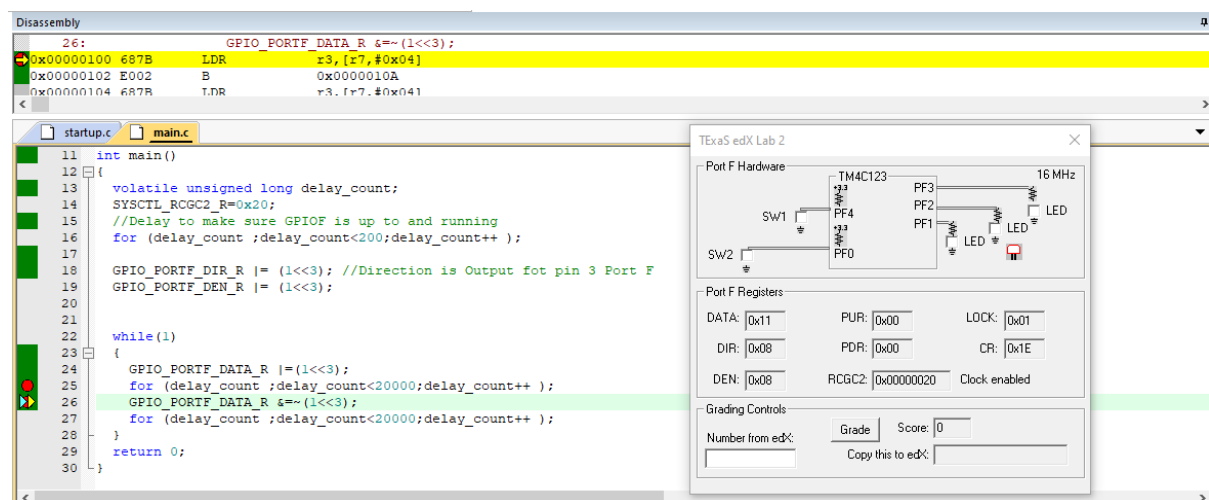 Disassembly
26: GPIO_PORTF_DATA_R &=~(1<<3);
0x00000100 687B LDR r3,[r7,#0x04]
0x00000102 E002 B 0x0000010A
0x00000104 687B LDR r3,[r7,#0x04]
startup.c main.c
11 int main()
12 {
13 volatile unsigned long delay_count;
14 SYSCTL_RCGC2_R=0x20;
15 //Delay to make sure GPIOF is up to and running
16 for (delay_count ;delay_count<200;delay_count++ );
17
18 GPIO_PORTF_DIR_R |= (1<<3); //Direction is Output fot pin 3 Port F
19 GPIO_PORTF_DEN_R |= (1<<3);
20
21
22 while(1)
23 {
24 GPIO_PORTF_DATA_R |=(1<<3);
25 for (delay_count ;delay_count<20000;delay_count++ );
26 GPIO_PORTF_DATA_R &=~(1<<3);
27 for (delay_count ;delay_count<20000;delay_count++ );
28 }
29 return 0;
30 }
TExaS edX Lab 2
Port F Hardware
TM4C123 16 MHz
+3.3 PF3
SW1 PF4 PF2 LED
+3.3 PF1 LED
LED
SW2 PF0
Port F Registers
DATA: 0x11 PUR: 0x00 LOCK: 0x01
DIR: 0x08 PDR: 0x00 CR: 0x1E
DEN: 0x08 RCGC2: 0x00000020 Clock enabled
Grading Controls
Number from edX: Grade Score: 0
Copy this to edX: